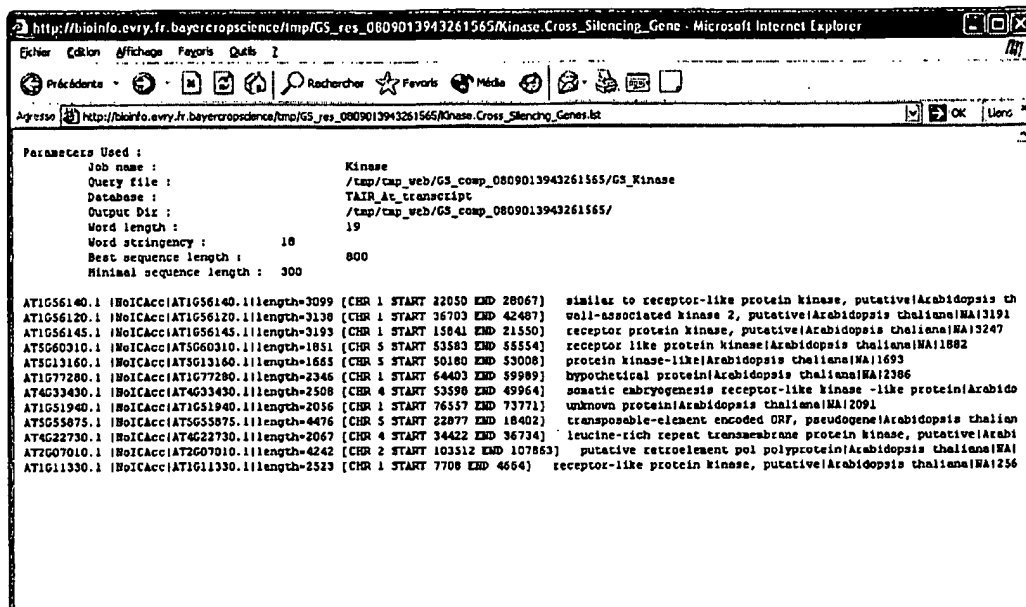 http://bioinfo.evry.fr.bayercropscience/tmp/GS_res_0809013943261565/Kinase.Cross_Silencing_Gene - Microsoft Internet Explorer
Fichier Edition Affichage Favoris Outils ?
Précédente Rechercher Favoris Média
Adresse http://bioinfo.evry.fr.bayercropscience/tmp/GS_res_0809013943261565/Kinase.Cross_Silencing_Genes.lst OK Liens
Parameters Used :
Job name : Kinase
Query file : /tmp/tmp_web/GS_comp_0809013943261565/GS_Kinase
Database : TAIR_At_transcript
Output Dir : /tmp/tmp_web/GS_comp_0809013943261565/
Word length : 19
Word stringency : 18
Best sequence length : 800
Minimal sequence length : 300
AT1G56140.1 |NoICAcc|AT1G56140.1|length=3099 [CHR 1 START 22050 END 28067] similar to receptor-like protein kinase, putative|Arabidopsis th
AT1G56120.1 |NoICAcc|AT1G56120.1|length=3138 [CHR 1 START 36703 END 42487] wall-associated kinase 2, putative|Arabidopsis thaliana|NA|3191
AT1G56145.1 |NoICAcc|AT1G56145.1|length=3193 [CHR 1 START 15841 END 21550] receptor protein kinase, putative|Arabidopsis thaliana|NA|3247
AT5G60310.1 |NoICAcc|AT5G60310.1|length=1851 [CHR 5 START 53583 END 55554] receptor like protein kinase|Arabidopsis thaliana|NA|1882
AT5G13160.1 |NoICAcc|AT5G13160.1|length=1665 [CHR 5 START 50180 END 53008] protein kinase-like|Arabidopsis thaliana|NA|1693
AT1G77280.1 |NoICAcc|AT1G77280.1|length=2346 [CHR 1 START 64403 END 59989] hypothetical protein|Arabidopsis thaliana|NA|2386
AT4G33430.1 |NoICAcc|AT4G33430.1|length=2508 [CHR 4 START 53598 END 49964] somatic embryogenesis receptor-like kinase -like protein|Arabido
AT1G51940.1 |NoICAcc|AT1G51940.1|length=2056 [CHR 1 START 76557 END 73771] unknown protein|Arabidopsis thaliana|NA|2091
AT5G55875.1 |NoICAcc|AT5G55875.1|length=4476 [CHR 5 START 22877 END 18402] transposable-element encoded ORF, pseudogene|Arabidopsis thalian
AT4G22730.1 |NoICAcc|AT4G22730.1|length=2067 [CHR 4 START 34422 END 36734] leucine-rich repeat transmembrane protein kinase, putative|Arabi
AT2G07010.1 |NoICAcc|AT2G07010.1|length=4242 [CHR 2 START 103512 END 107863] putative retroelement pol polyprotein|Arabidopsis thaliana|NA|
AT1G11330.1 |NoICAcc|AT1G11330.1|length=2523 [CHR 1 START 7708 END 4664] receptor-like protein kinase, putative|Arabidopsis thaliana|NA|256